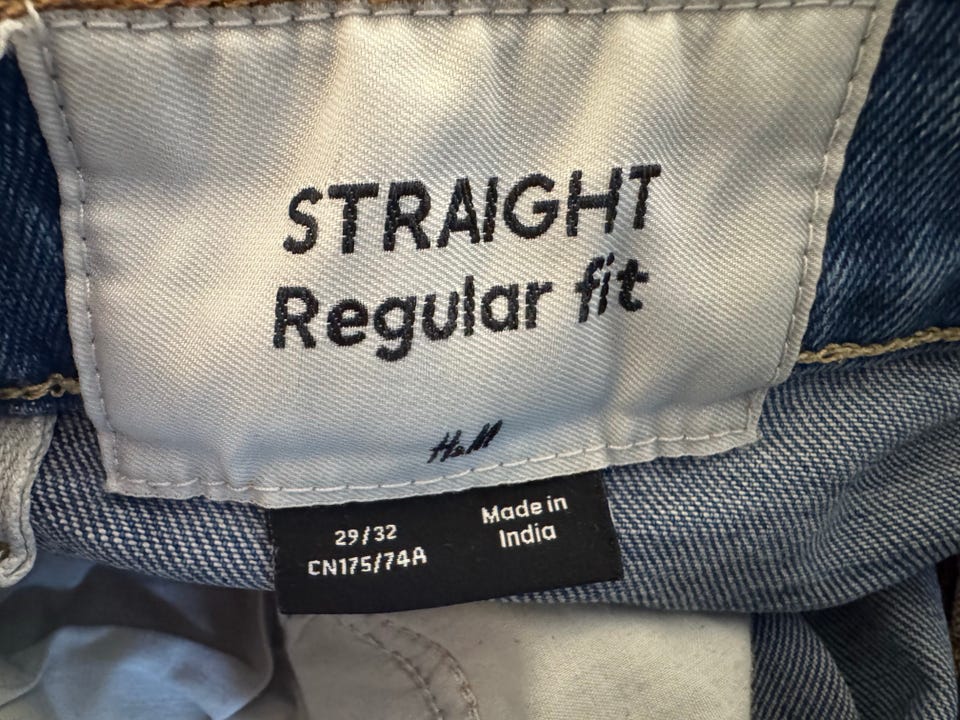 STRAIGHT
Regular fit
H&M
29/32
CN175/74A
Made in
India